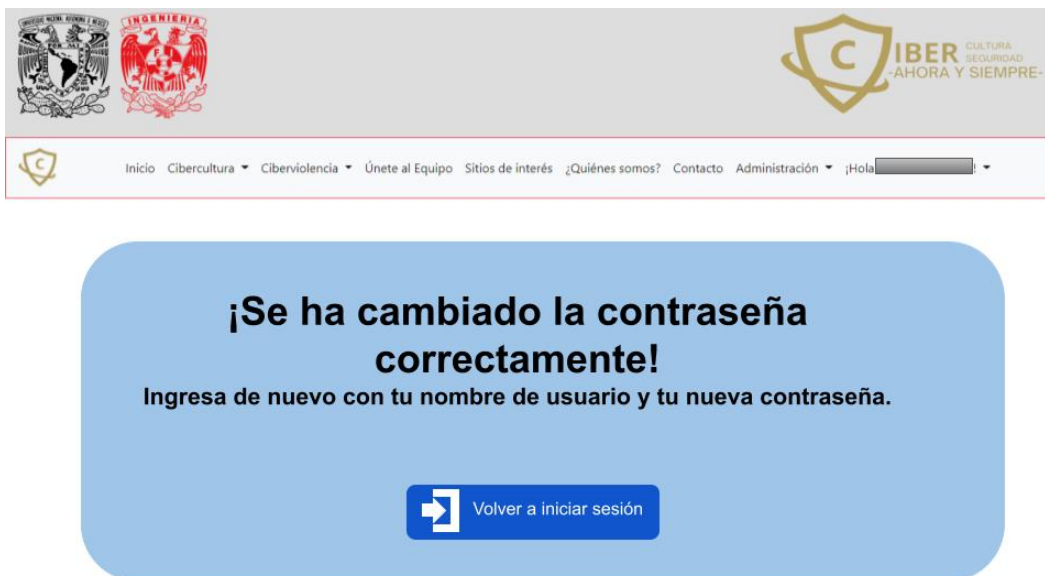 INGENIERIA
CIBER CULTURA
SEGURIDAD
-AHORA Y SIEMPRE-
C
Inicio Cibercultura Ciberviolencia Únete al Equipo Sitios de interés ¿Quiénes somos? Contacto Administración ¡Hola !
¡Se ha cambiado la contraseña
correctamente!
Ingresa de nuevo con tu nombre de usuario y tu nueva contraseña.
Volver a iniciar sesión